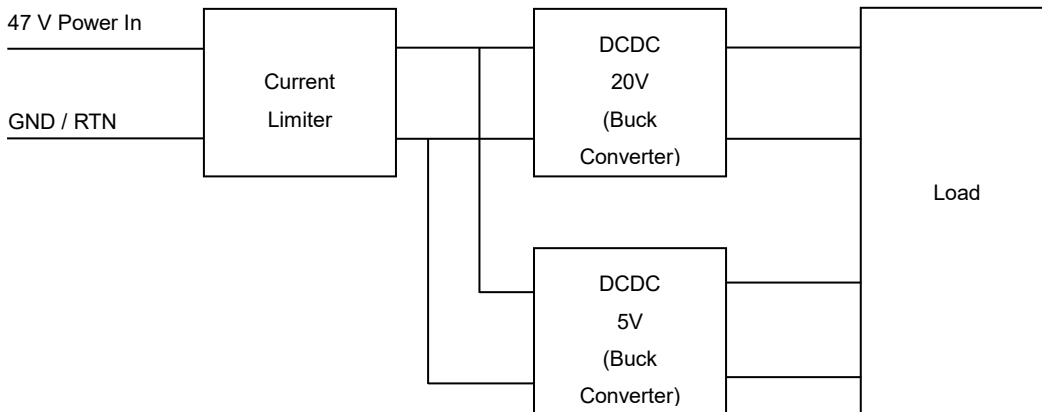 47 V Power In
GND / RTN
Current
Limiter
DCDC
20V
(Buck
Converter)
DCDC
5V
(Buck
Converter)
Load